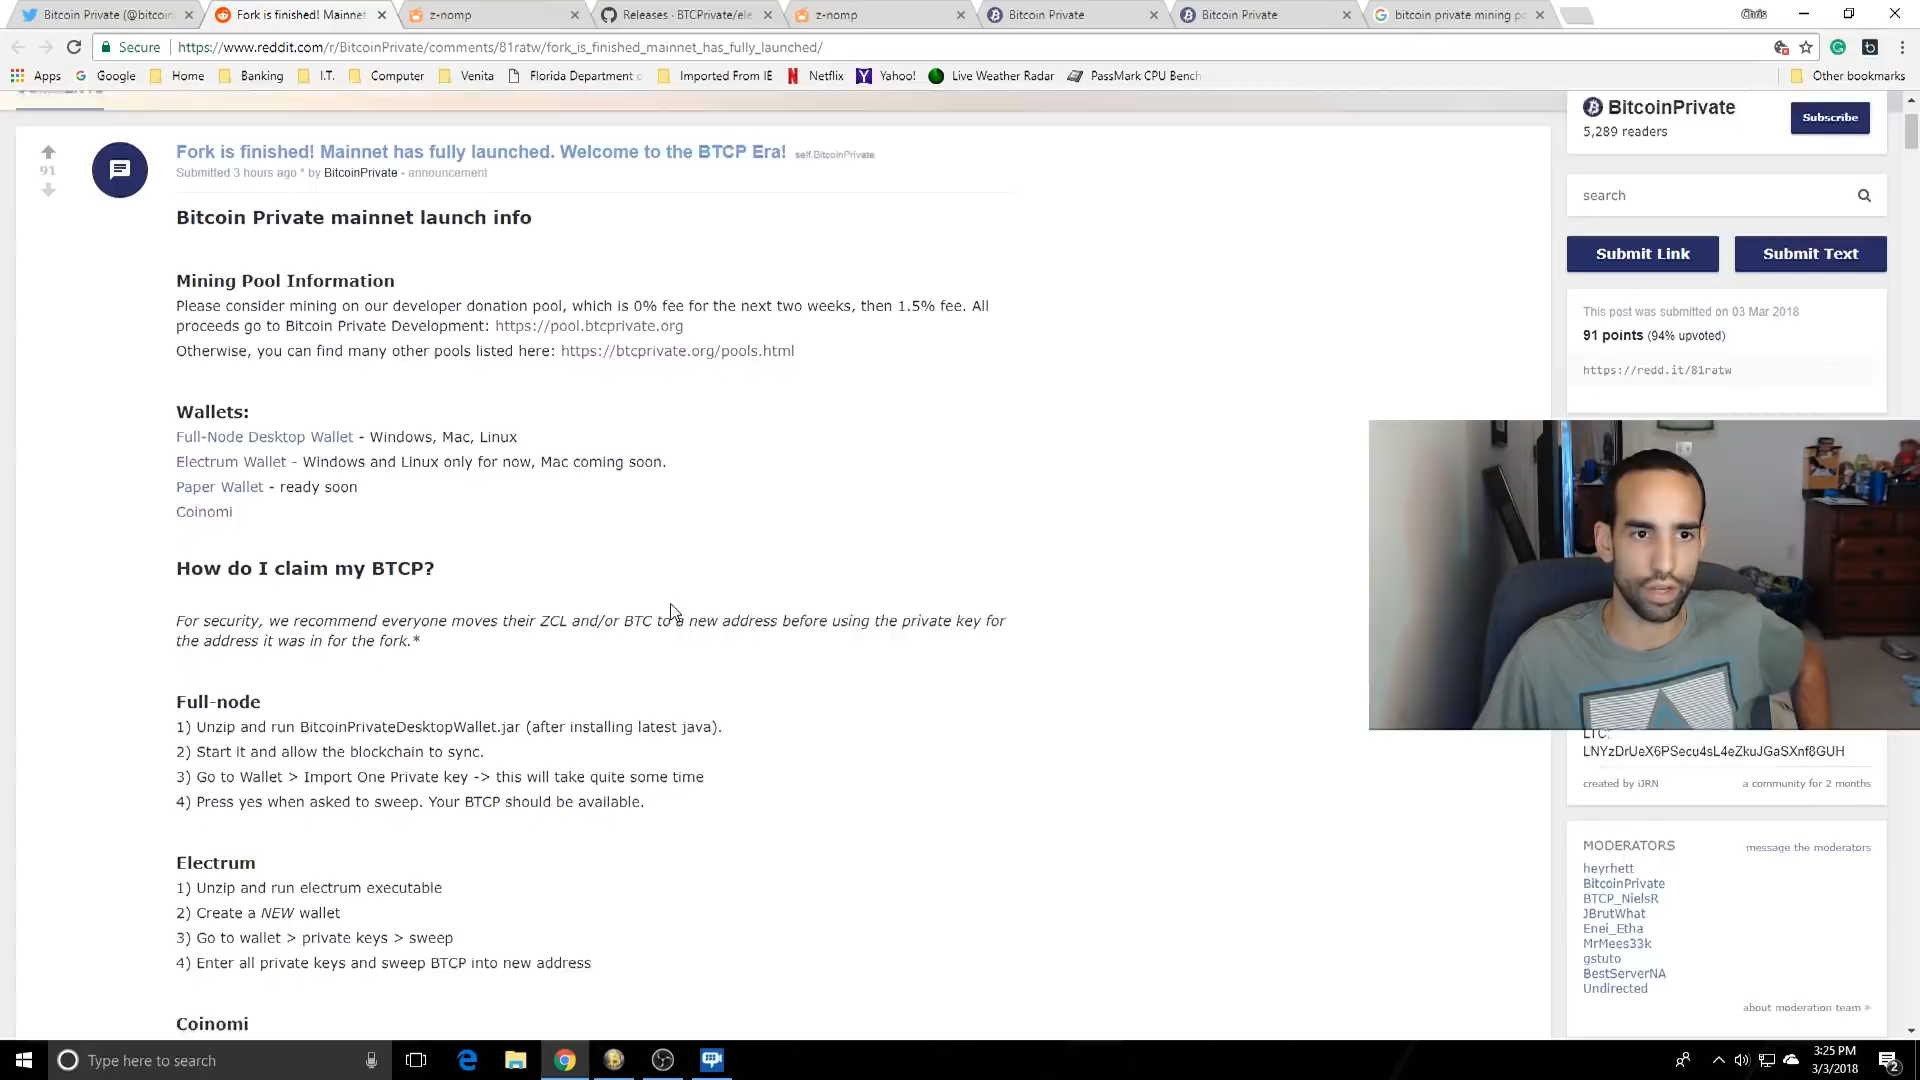 Bitcoin Private (@bitcoin
Fork is finished! Mainnet
z-nomp
Releases · BTCPrivate/ele
z-nomp
Bitcoin Private
Bitcoin Private
bitcoin private mining po
Chris
Secure
https://www.reddit.com/r/BitcoinPrivate/comments/81ratw/fork_is_finished_mainnet_has_fully_launched/
Apps
Google
Home
Banking
I.T.
Computer
Venita
Florida Department o
Imported From IE
Netflix
Yahoo!
Live Weather Radar
PassMark CPU Bench
Other bookmarks
91
Fork is finished! Mainnet has fully launched. Welcome to the BTCP Era! self.BitcoinPrivate
Submitted 3 hours ago * by BitcoinPrivate - announcement
Bitcoin Private mainnet launch info
Mining Pool Information
Please consider mining on our developer donation pool, which is 0% fee for the next two weeks, then 1.5% fee. All
proceeds go to Bitcoin Private Development: https://pool.btcprivate.org
Otherwise, you can find many other pools listed here: https://btcprivate.org/pools.html
Wallets:
Full-Node Desktop Wallet - Windows, Mac, Linux
Electrum Wallet - Windows and Linux only for now, Mac coming soon.
Paper Wallet - ready soon
Coinomi
How do I claim my BTCP?
For security, we recommend everyone moves their ZCL and/or BTC to new address before using the private key for
the address it was in for the fork.*
Full-node
1) Unzip and run BitcoinPrivateDesktopWallet.jar (after installing latest java).
2) Start it and allow the blockchain to sync.
3) Go to Wallet > Import One Private key -> this will take quite some time
4) Press yes when asked to sweep. Your BTCP should be available.
Electrum
1) Unzip and run electrum executable
2) Create a NEW wallet
3) Go to wallet > private keys > sweep
4) Enter all private keys and sweep BTCP into new address
Coinomi
BitcoinPrivate
5,289 readers
Subscribe
search
Submit Link
Submit Text
This post was submitted on 03 Mar 2018
91 points (94% upvoted)
https://redd.it/81ratw
LTC:
LNYzDrUeX6PSecu4sL4eZkuJGaSXnf8GUH
created by iJRN
a community for 2 months
MODERATORS
message the moderators
heyrhett
BitcoinPrivate
BTCP_NielsR
JBrutWhat
Enei_Etha
MrMees33k
gstuto
BestServerNA
Undirected
about moderation team »
Type here to search
3:25 PM
3/3/2018
2